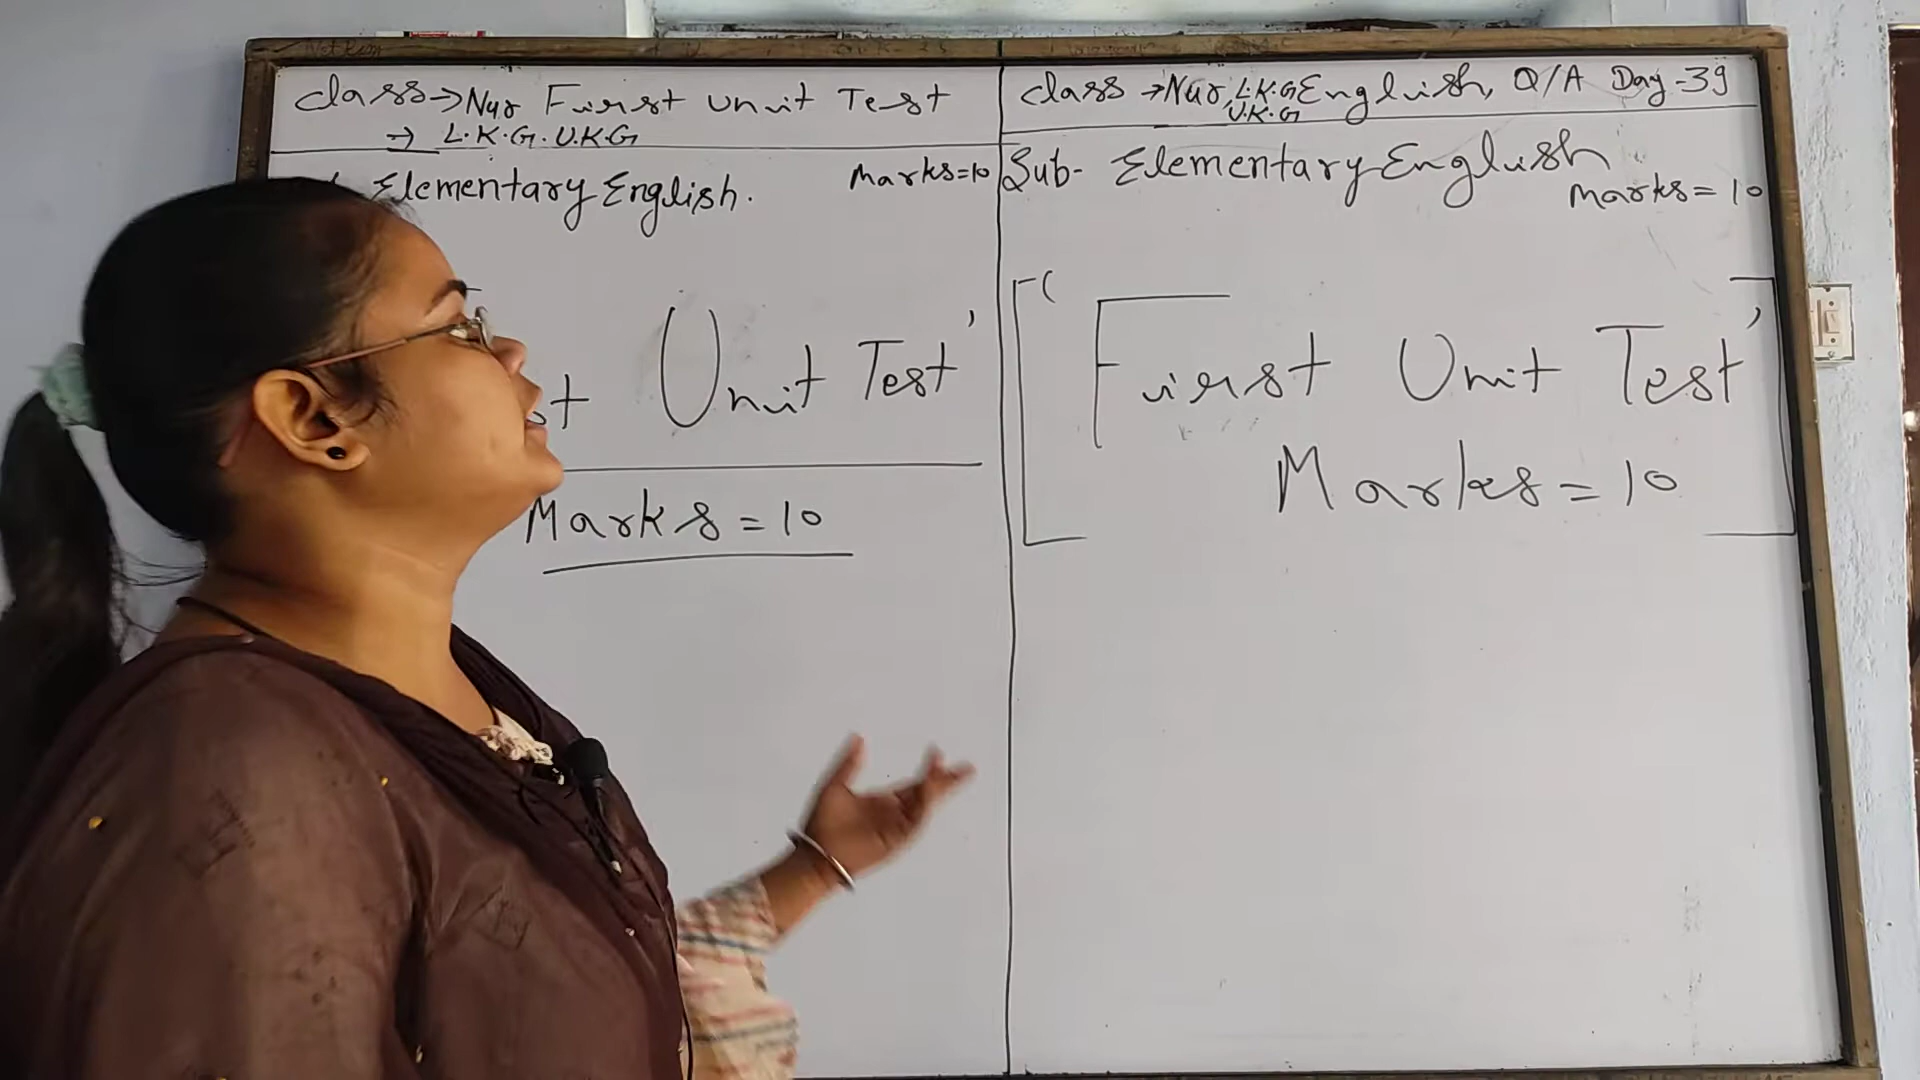 Class → Nur First Unit Test
→ L.K.G. U.K.G
Elementary English.
Marks=10
Unit Test'
Marks = 10
Class → Nur, L.K.G English, Q/A Day-39
U.K.G
Sub- Elementary English
Marks = 10
[' First Unit Test']
Marks = 10